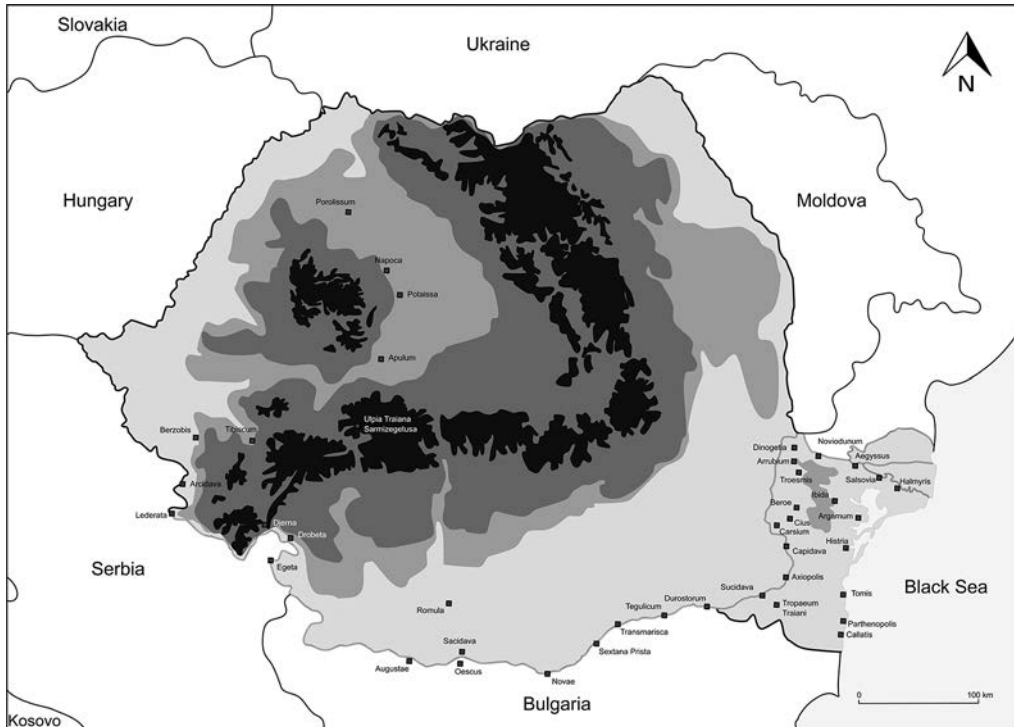 Slovakia
Ukraine
N
Hungary
Moldova
Porolissum
Napoca
Potaissa
Apulum
Ulpia Traiana
Sarmizegetusa
Berzobis
Tibiscum
Dinogetia
Noviodunum
Aegyssus
Arrubium
Troesmis
Salsovia
Halmyris
Arcidava
Ibida
Beroe
Argamum
Lederata
Cius
Carsium
Dierna
Drobeta
Histria
Capidava
Serbia
Egeta
Axiopolis
Black Sea
Sucidava
Tomis
Romula
Durostorum
Tropaeum
Traiani
Tegulicum
Parthenopolis
Transmarisca
Callatis
Sacidava
Sextana Prista
Augustae
Oescus
Novae
Bulgaria
0
100 km
Kosovo